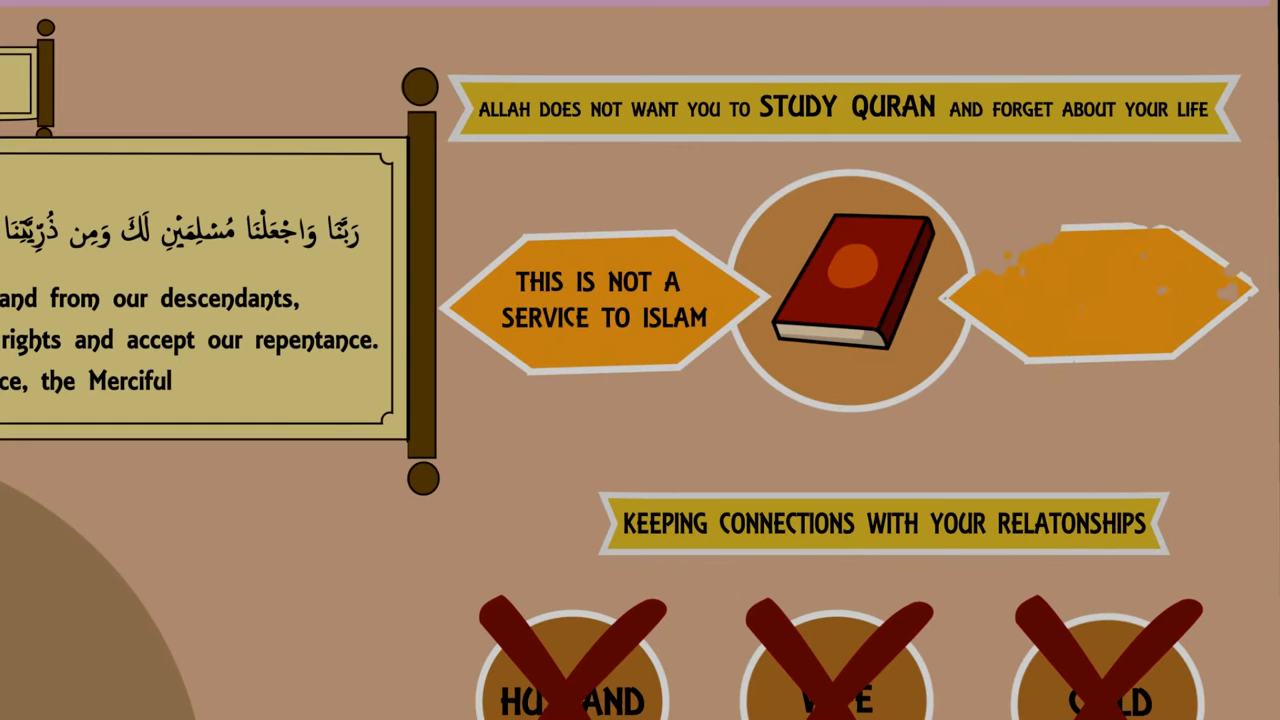 رَبَّنَا وَاجْعَلْنَا مُسْلِمَيْنِ لَكَ وَمِن ذُرِّيَّتِنَا
and from our descendants,
rights and accept our repentance.
ce, the Merciful
ALLAH DOES NOT WANT YOU TO STUDY QURAN AND FORGET ABOUT YOUR LIFE
THIS IS NOT A
SERVICE TO ISLAM
KEEPING CONNECTIONS WITH YOUR RELATONSHIPS